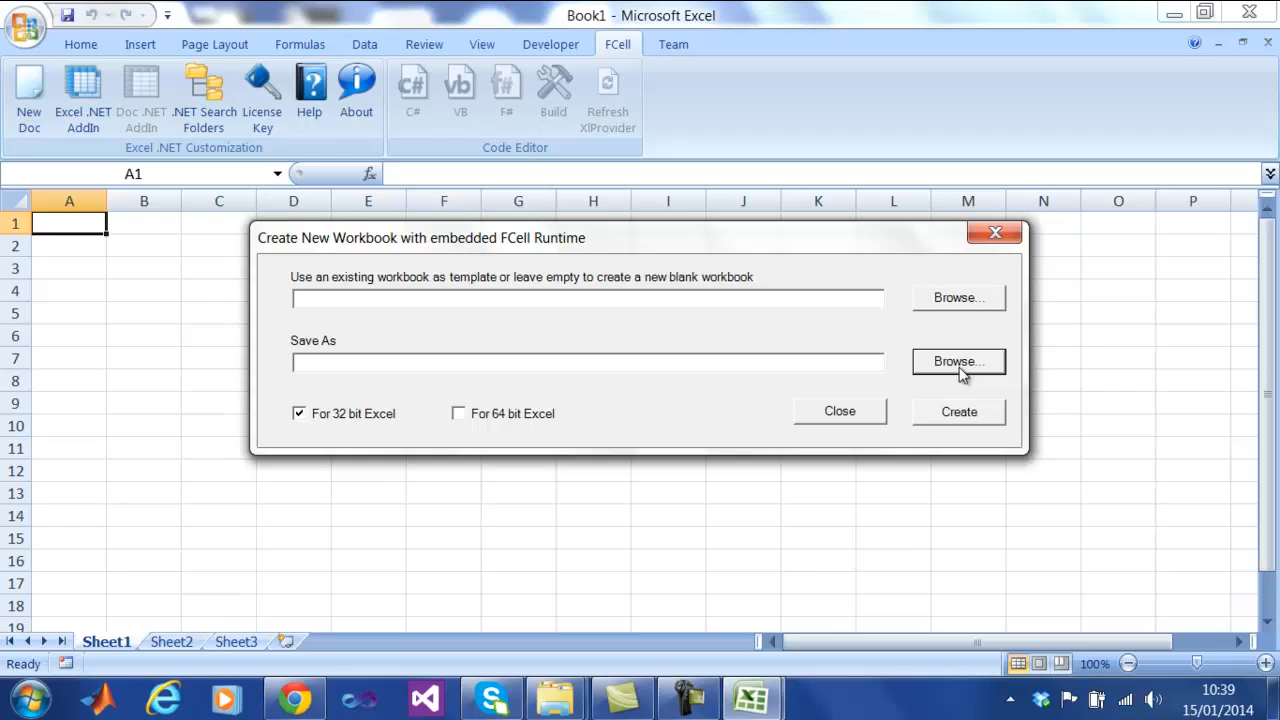 Book1 - Microsoft Excel
Home Insert Page Layout Formulas Data Review View Developer FCell Team
New Doc
Excel .NET AddIn
Doc .NET AddIn
.NET Search Folders
License Key
Help
About
C#
VB
F#
Build
Refresh XlProvider
Excel .NET Customization
Code Editor
A1
fx
A B C D E F G H I J K L M N O P
1
2
3
4
5
6
7
8
9
10
11
12
13
14
15
16
17
18
19
Create New Workbook with embedded FCell Runtime
Use an existing workbook as template or leave empty to create a new blank workbook
Browse...
Save As
Browse...
For 32 bit Excel
For 64 bit Excel
Close
Create
Sheet1 Sheet2 Sheet3
Ready
100%
10:39
15/01/2014